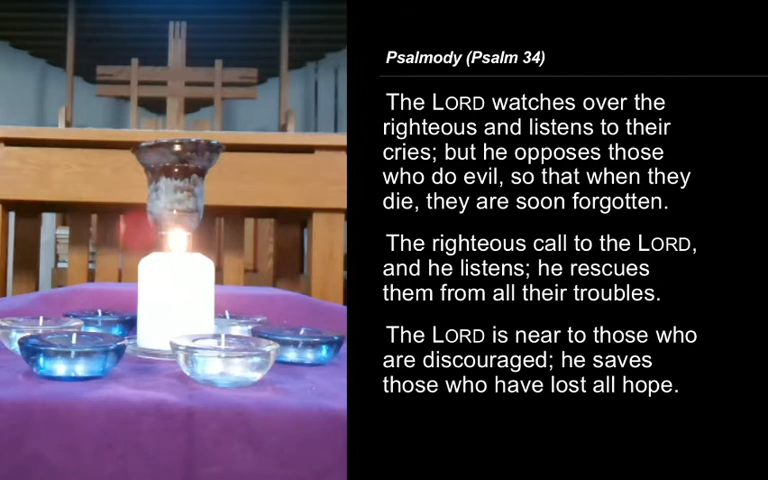 Psalmody (Psalm 34)
The LORD watches over the
righteous and listens to their
cries; but he opposes those
who do evil, so that when they
die, they are soon forgotten.
The righteous call to the LORD,
and he listens; he rescues
them from all their troubles.
The LORD is near to those who
are discouraged; he saves
those who have lost all hope.